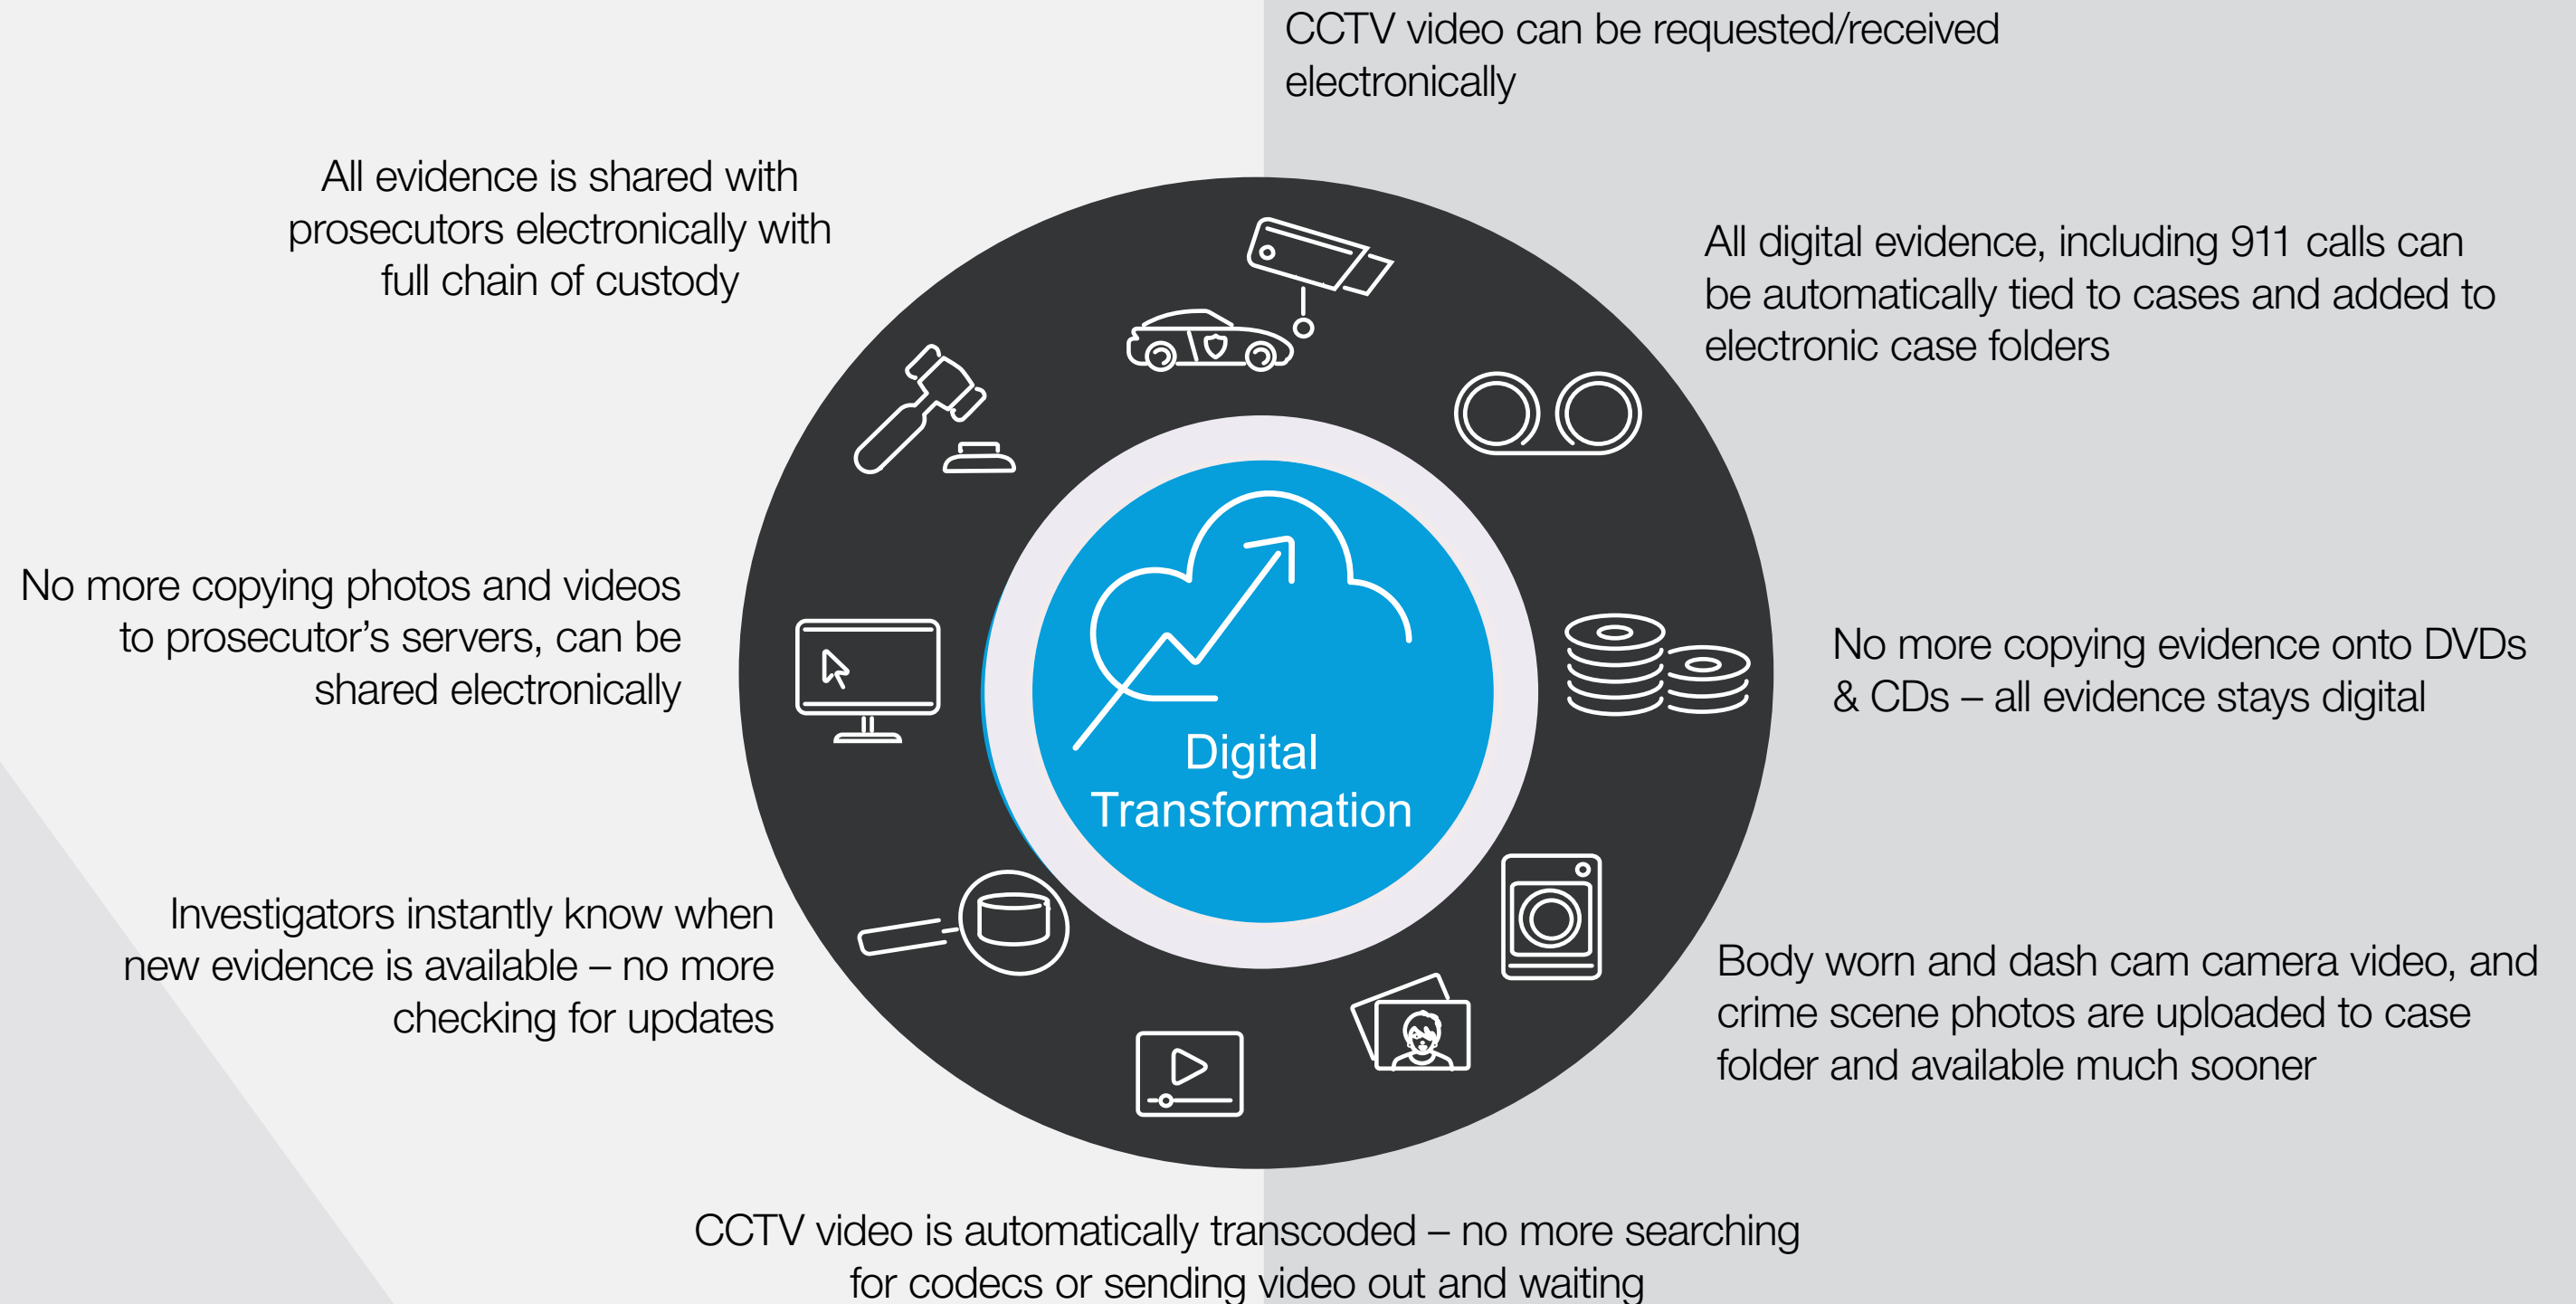 CCTV video can be requested/received
electronically
All evidence is shared with
prosecutors electronically with
full chain of custody
All digital evidence, including 911 calls can
be automatically tied to cases and added to
electronic case folders
No more copying photos and videos
to prosecutor’s servers, can be
shared electronically
No more copying evidence onto DVDs
& CDs – all evidence stays digital
Digital
Transformation
Investigators instantly know when
new evidence is available – no more
checking for updates
Body worn and dash cam camera video, and
crime scene photos are uploaded to case
folder and available much sooner
CCTV video is automatically transcoded – no more searching
for codecs or sending video out and waiting